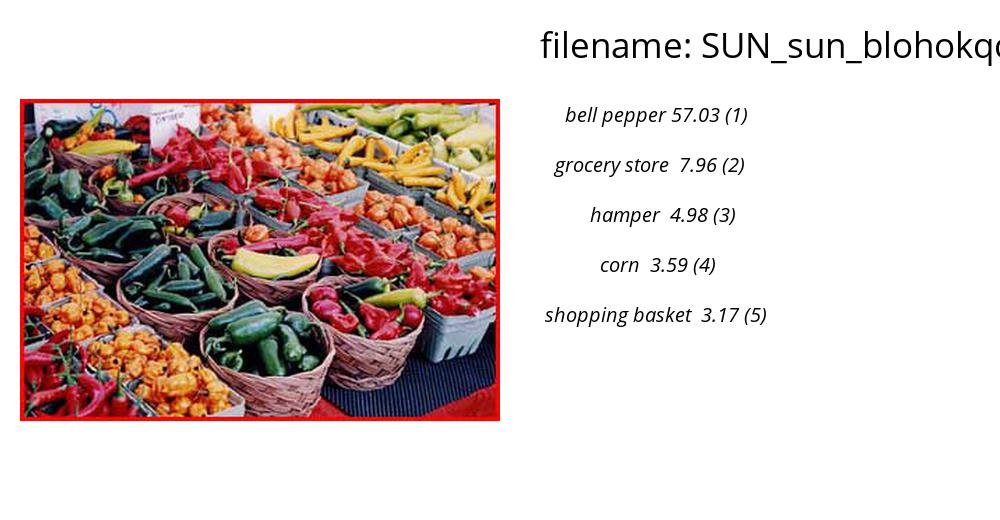 filename: SUN_sun_blohokq
bell pepper 57.03 (1)
grocery store 7.96 (2)
hamper 4.98 (3)
corn 3.59 (4)
shopping basket 3.17 (5)